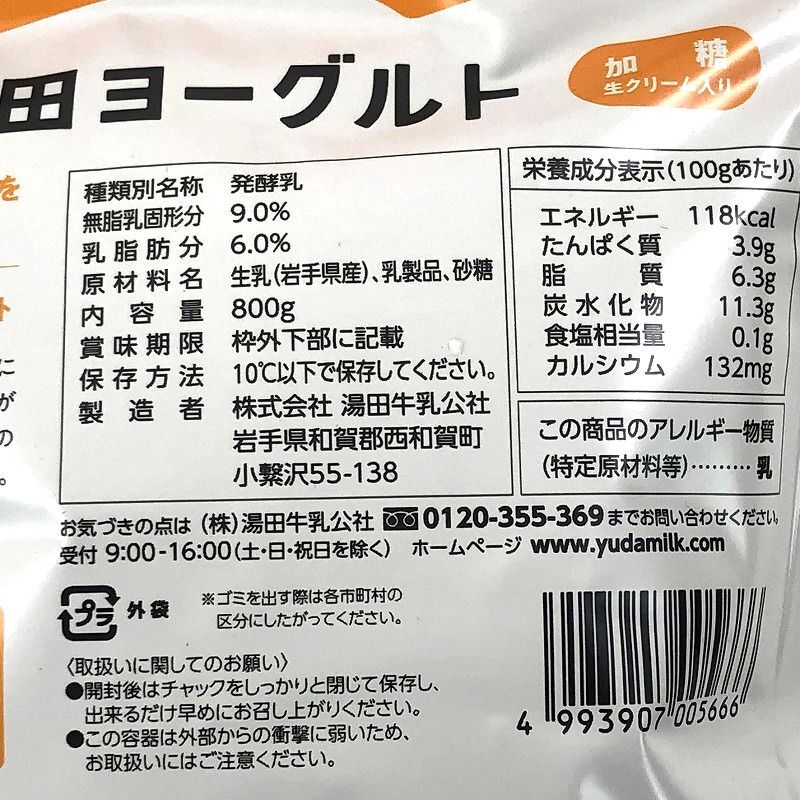 田ヨーグルト
加糖
生クリーム入り
を
ト
に
が
の
。
種類別名称 発酵乳
無脂乳固形分 9.0%
乳脂肪分 6.0%
原材料名 生乳(岩手県産)、乳製品、砂糖
内容量 800g
賞味期限 枠外下部に記載
保存方法 10℃以下で保存してください。
製造者 株式会社 湯田牛乳公社
岩手県和賀郡西和賀町
小繋沢55-138
栄養成分表示(100gあたり)
エネルギー 118kcal
たんぱく質 3.9g
脂質 6.3g
炭水化物 11.3g
食塩相当量 0.1g
カルシウム 132mg
この商品のアレルギー物質
(特定原材料等)………乳
お気づきの点は(株)湯田牛乳公社 0120-355-369までお問い合わせください。
受付 9:00-16:00(土・日・祝日を除く) ホームページ www.yudamilk.com
プラ 外袋
※ゴミを出す際は各市町村の
区分にしたがってください。
〈取扱いに関してのお願い〉
●開封後はチャックをしっかりと閉じて保存し、
出来るだけ早めにお召し上がりください。
●この容器は外部からの衝撃に弱いため、
お取扱いにはご注意ください。
4 993907 005666